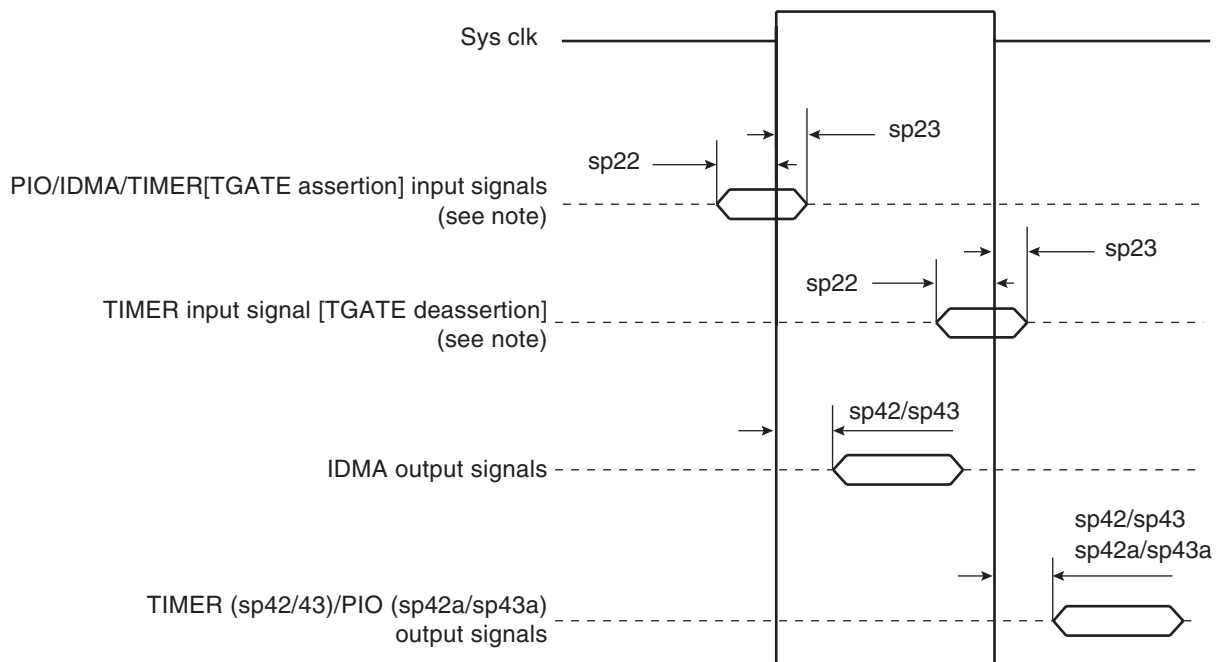 Sys clk
sp23
sp22
PIO/IDMA/TIMER[TGATE assertion] input signals
(see note)
sp23
sp22
TIMER input signal [TGATE deassertion]
(see note)
sp42/sp43
IDMA output signals
sp42/sp43
sp42a/sp43a
TIMER (sp42/43)/PIO (sp42a/sp43a)
output signals